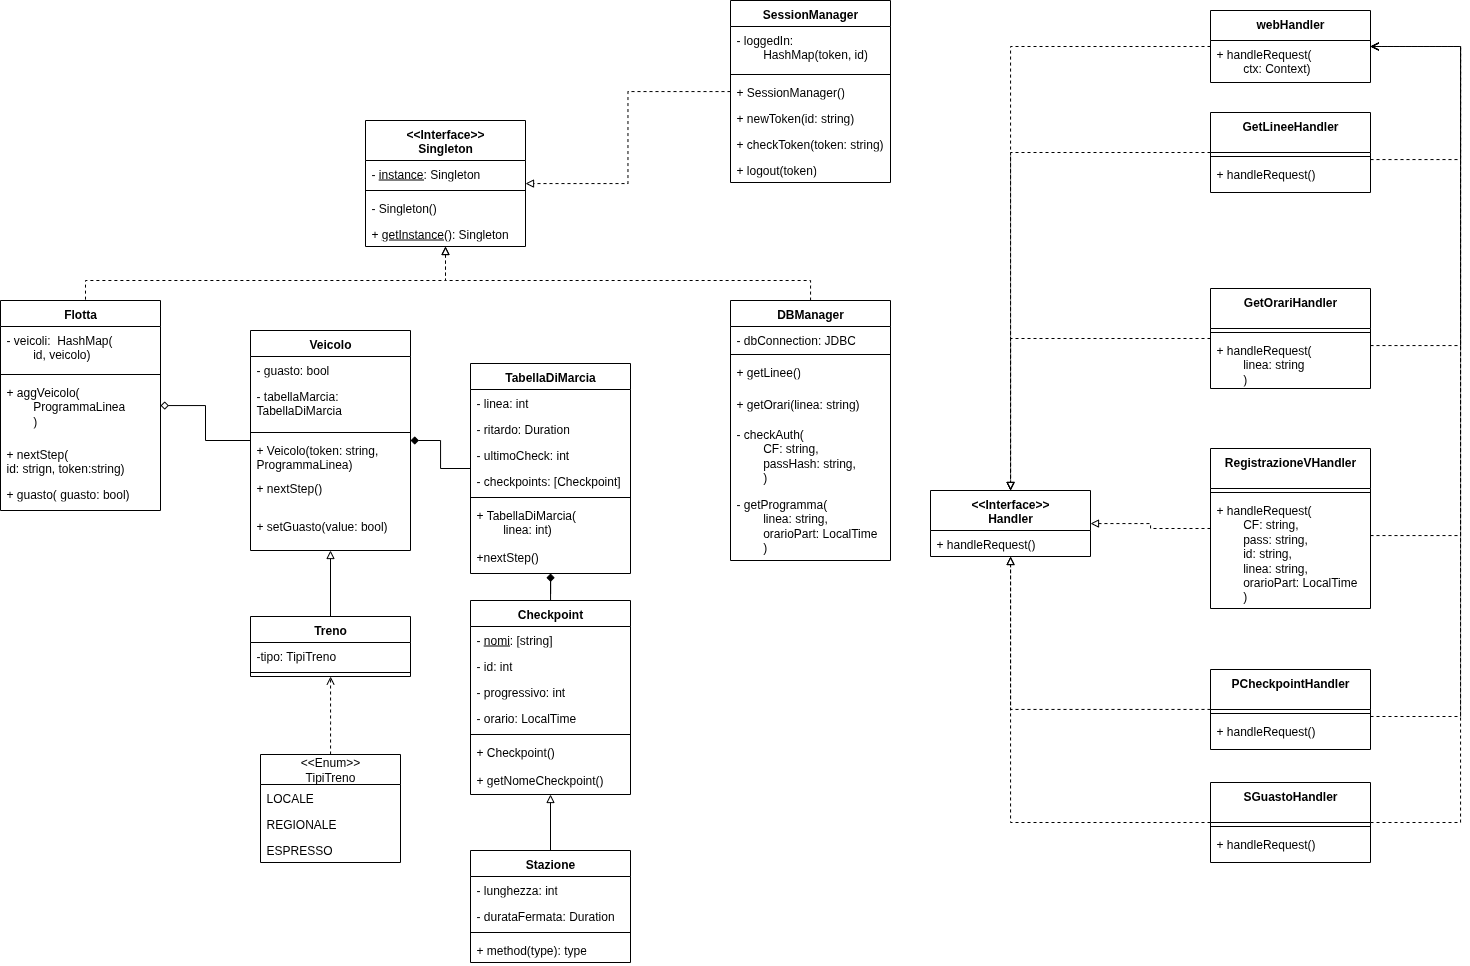 SessionManager
- loggedIn:
HashMap(token, id)
+ SessionManager()
+ newToken(id: string)
+ checkToken(token: string)
+ logout(token)
<<Interface>>
Singleton
- instance: Singleton
- Singleton()
+ getInstance(): Singleton
Flotta
- veicoli:  HashMap(
id, veicolo)
+ aggVeicolo(
ProgrammaLinea
)
+ nextStep(
id: strign, token:string)
+ guasto( guasto: bool)
Veicolo
- guasto: bool
- tabellaMarcia:
TabellaDiMarcia
+ Veicolo(token: string,
ProgrammaLinea)
+ nextStep()
+ setGuasto(value: bool)
Treno
-tipo: TipiTreno
<<Enum>>
TipiTreno
LOCALE
REGIONALE
ESPRESSO
TabellaDiMarcia
- linea: int
- ritardo: Duration
- ultimoCheck: int
- checkpoints: [Checkpoint]
+ TabellaDiMarcia(
linea: int)
+nextStep()
Checkpoint
- nomi: [string]
- id: int
- progressivo: int
- orario: LocalTime
+ Checkpoint()
+ getNomeCheckpoint()
Stazione
- lunghezza: int
- durataFermata: Duration
+ method(type): type
DBManager
- dbConnection: JDBC
+ getLinee()
+ getOrari(linea: string)
- checkAuth(
CF: string,
passHash: string,
)
- getProgramma(
linea: string,
orarioPart: LocalTime
)
<<Interface>>
Handler
+ handleRequest()
webHandler
+ handleRequest(
ctx: Context)
GetLineeHandler
+ handleRequest()
GetOrariHandler
+ handleRequest(
linea: string
)
RegistrazioneVHandler
+ handleRequest(
CF: string,
pass: string,
id: string,
linea: string,
orarioPart: LocalTime
)
PCheckpointHandler
+ handleRequest()
SGuastoHandler
+ handleRequest()